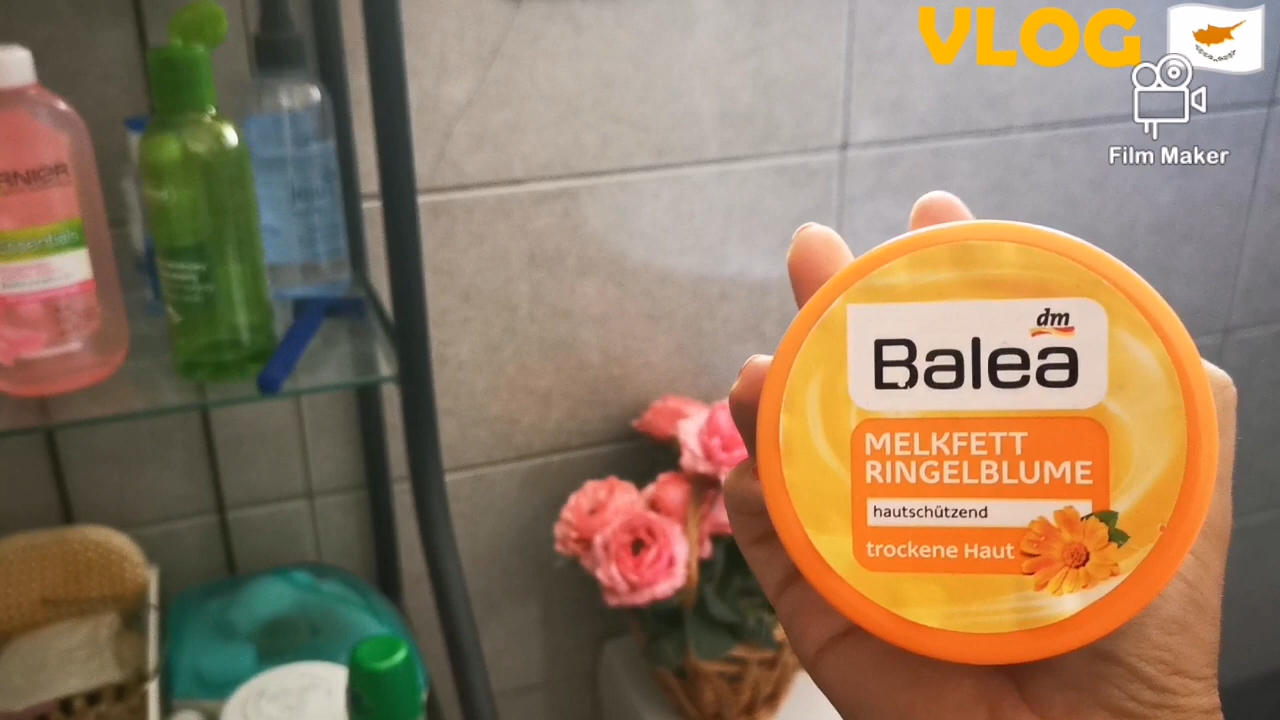 VLOG
Film Maker
dm
Balea
MELKFETT
RINGELBLUME
hautschützend
trockene Haut